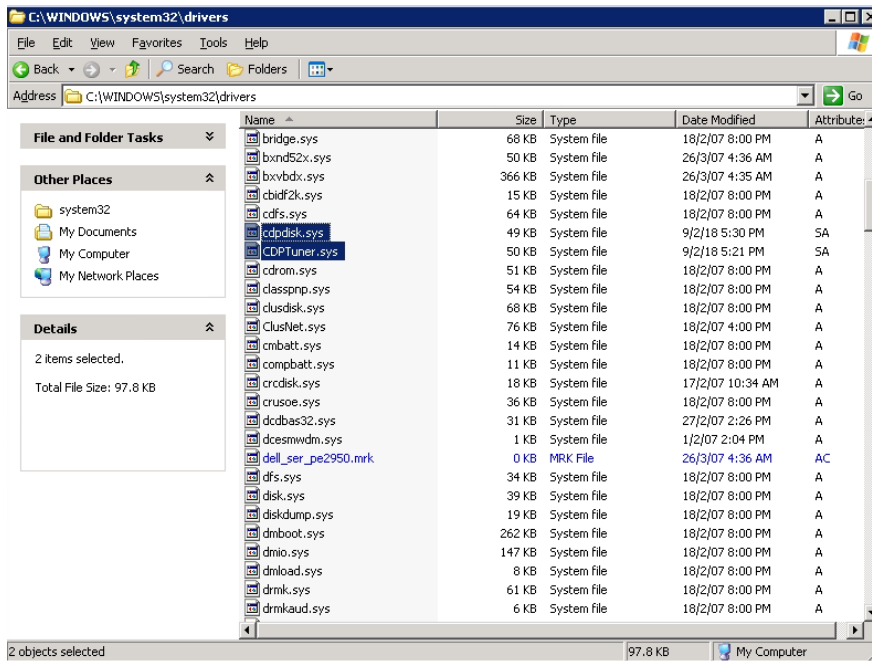 C:\WINDOWS\system32\drivers
File Edit View Favorites Tools Help
Back Search Folders
Address C:\WINDOWS\system32\drivers Go
File and Folder Tasks
Other Places
system32
My Documents
My Computer
My Network Places
Details
2 items selected.
Total File Size: 97.8 KB
Name Size Type Date Modified Attributes
bridge.sys 68 KB System file 18/2/07 8:00 PM A
bxnd52x.sys 50 KB System file 26/3/07 4:36 AM A
bxvbdx.sys 366 KB System file 26/3/07 4:35 AM A
cbidf2k.sys 15 KB System file 18/2/07 8:00 PM A
cdfs.sys 64 KB System file 18/2/07 8:00 PM A
cdpdisk.sys 49 KB System file 9/2/18 5:30 PM SA
CDPTuner.sys 50 KB System file 9/2/18 5:21 PM SA
cdrom.sys 51 KB System file 18/2/07 8:00 PM A
classpnp.sys 54 KB System file 18/2/07 8:00 PM A
clusdisk.sys 68 KB System file 18/2/07 8:00 PM A
ClusNet.sys 76 KB System file 18/2/07 4:00 PM A
cmbatt.sys 14 KB System file 18/2/07 8:00 PM A
compbatt.sys 11 KB System file 18/2/07 8:00 PM A
crcdisk.sys 18 KB System file 17/2/07 10:34 AM A
crusoe.sys 36 KB System file 18/2/07 8:00 PM A
dcdbas32.sys 31 KB System file 27/2/07 2:26 PM A
dcesmwdm.sys 1 KB System file 1/2/07 2:04 PM A
dell_ser_pe2950.mrk 0 KB MRK File 26/3/07 4:36 AM AC
dfs.sys 34 KB System file 18/2/07 8:00 PM A
disk.sys 39 KB System file 18/2/07 8:00 PM A
diskdump.sys 19 KB System file 18/2/07 8:00 PM A
dmboot.sys 262 KB System file 18/2/07 8:00 PM A
dmio.sys 147 KB System file 18/2/07 8:00 PM A
dmload.sys 8 KB System file 18/2/07 8:00 PM A
drmk.sys 61 KB System file 18/2/07 8:00 PM A
drmkaud.sys 6 KB System file 18/2/07 8:00 PM A
2 objects selected 97.8 KB My Computer